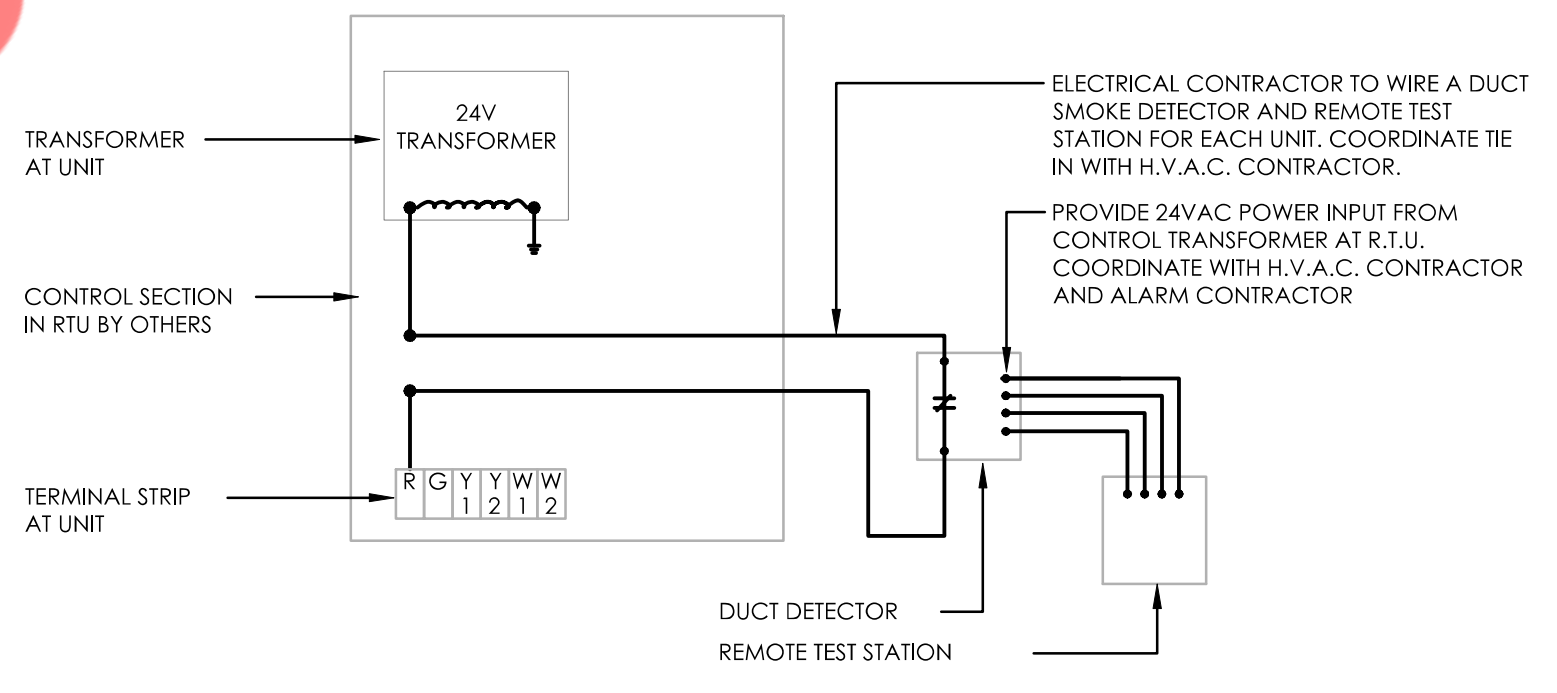 24V
TRANSFORMER
TRANSFORMER
AT UNIT
ELECTRICAL CONTRACTOR TO WIRE A DUCT
SMOKE DETECTOR AND REMOTE TEST
STATION FOR EACH UNIT. COORDINATE TIE
IN WITH H.V.A.C. CONTRACTOR.
PROVIDE 24VAC POWER INPUT FROM
CONTROL TRANSFORMER AT R.T.U.
COORDINATE WITH H.V.A.C. CONTRACTOR
AND ALARM CONTRACTOR
CONTROL SECTION
IN RTU BY OTHERS
R G Y Y W W
1 2 1 2
TERMINAL STRIP
AT UNIT
DUCT DETECTOR
REMOTE TEST STATION